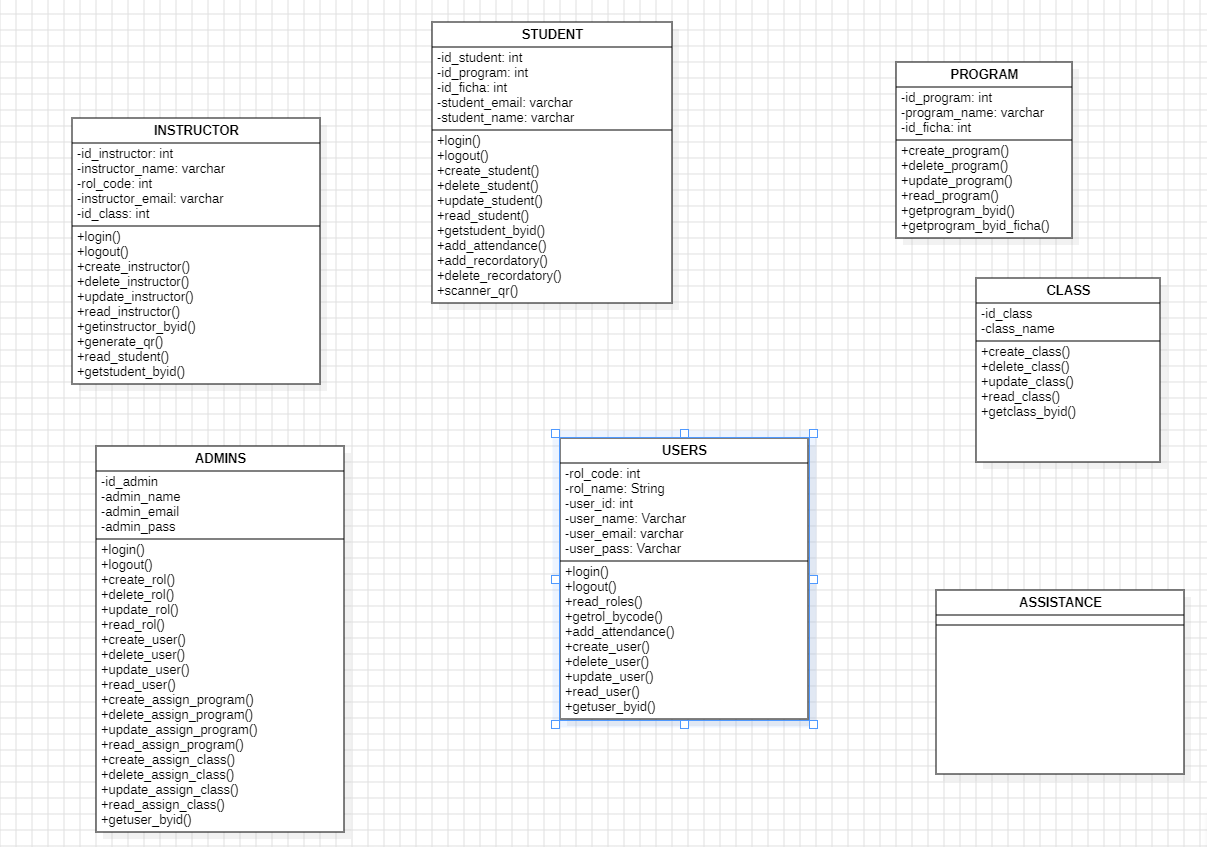 STUDENT
-id_student: int
-id_program: int
-id_ficha: int
-student_email: varchar
-student_name: varchar
+login()
+logout()
+create_student()
+delete_student()
+update_student()
+read_student()
+getstudent_byid()
+add_attendance()
+add_recordatory()
+delete_recordatory()
+scanner_qr()
PROGRAM
-id_program: int
-program_name: varchar
-id_ficha: int
+create_program()
+delete_program()
+update_program()
+read_program()
+getprogram_byid()
+getprogram_byid_ficha()
INSTRUCTOR
-id_instructor: int
-instructor_name: varchar
-rol_code: int
-instructor_email: varchar
-id_class: int
+login()
+logout()
+create_instructor()
+delete_instructor()
+update_instructor()
+read_instructor()
+getinstructor_byid()
+generate_qr()
+read_student()
+getstudent_byid()
CLASS
-id_class
-class_name
+create_class()
+delete_class()
+update_class()
+read_class()
+getclass_byid()
ADMINS
-id_admin
-admin_name
-admin_email
-admin_pass
+login()
+logout()
+create_rol()
+delete_rol()
+update_rol()
+read_rol()
+create_user()
+delete_user()
+update_user()
+read_user()
+create_assign_program()
+delete_assign_program()
+update_assign_program()
+read_assign_program()
+create_assign_class()
+delete_assign_class()
+update_assign_class()
+read_assign_class()
+getuser_byid()
USERS
-rol_code: int
-rol_name: String
-user_id: int
-user_name: Varchar
-user_email: varchar
-user_pass: Varchar
+login()
+logout()
+read_roles()
+getrol_bycode()
+add_attendance()
+create_user()
+delete_user()
+update_user()
+read_user()
+getuser_byid()
ASSISTANCE